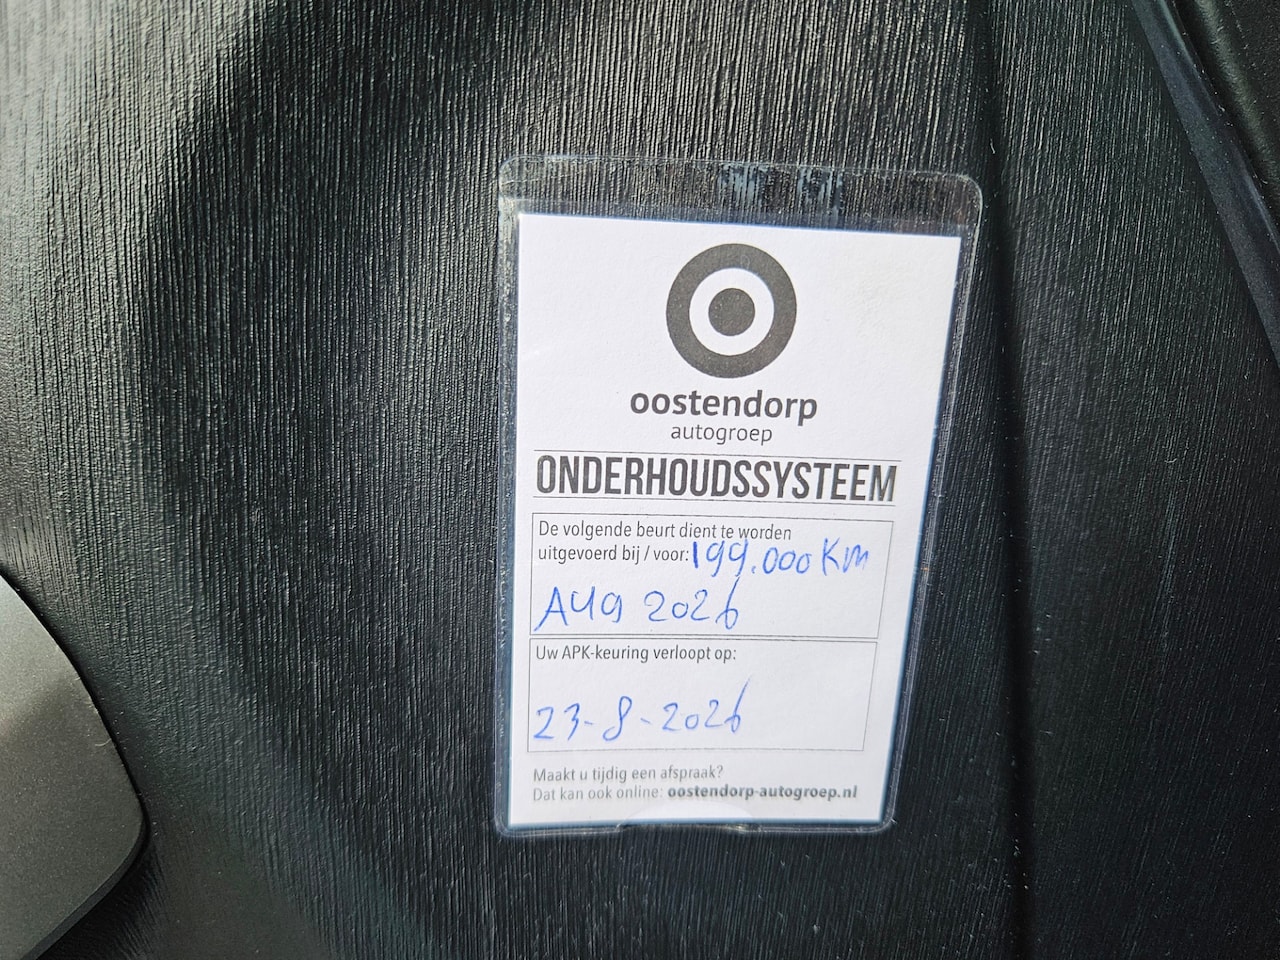 oostendorp
autogroep
ONDERHOUDSSYSTEEM
De volgende beurt dient te worden
uitgevoerd bij / voor: 199.000 Km
Aug 2026
Uw APK-keuring verloopt op:
23-8-2026
Maakt u tijdig een afspraak?
Dat kan ook online: oostendorp-autogroep.nl